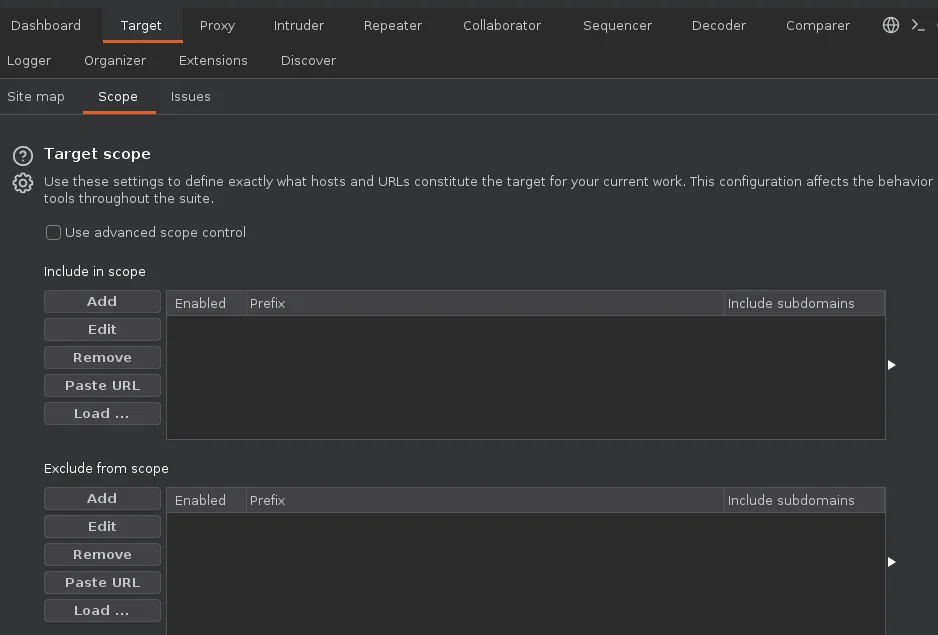 Dashboard Target Proxy Intruder Repeater Collaborator Sequencer Decoder Comparer
Logger Organizer Extensions Discover
Site map Scope Issues
Target scope
Use these settings to define exactly what hosts and URLs constitute the target for your current work. This configuration affects the behavior
tools throughout the suite.
Use advanced scope control
Include in scope
Add
Enabled Prefix Include subdomains
Edit
Remove
Paste URL
Load ...
Exclude from scope
Add
Enabled Prefix Include subdomains
Edit
Remove
Paste URL
Load ...